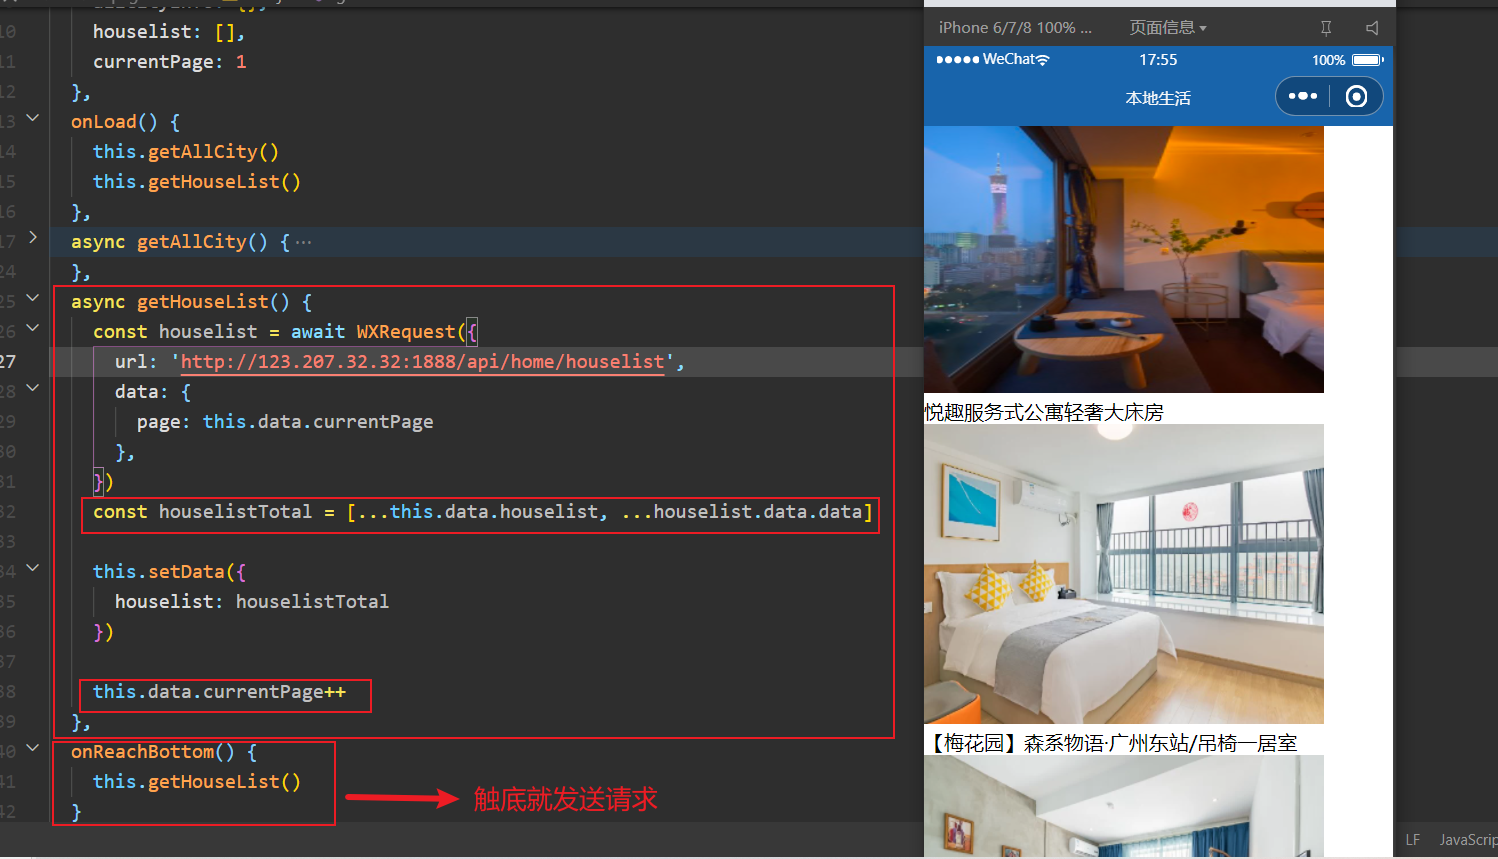 10 houselist: [],
11 currentPage: 1
12 },
13 onLoad() {
14 this.getAllCity()
15 this.getHouseList()
16 },
17 async getAllCity() { ···
24 },
25 async getHouseList() {
26 const houselist = await WXRequest({
27 url: 'http://123.207.32.32:1888/api/home/houselist',
28 data: {
29 page: this.data.currentPage
30 },
31 })
32 const houselistTotal = [...this.data.houselist, ...houselist.data.data]
33
34 this.setData({
35 houselist: houselistTotal
36 })
37
38 this.data.currentPage++
39 },
40 onReachBottom() {
41 this.getHouseList()
42 }
触底就发送请求
iPhone 6/7/8 100% ...
页面信息
WeChat
17:55
100%
本地生活
悦趣服务式公寓轻奢大床房
【梅花园】森系物语·广州东站/吊椅一居室
LF JavaScrip